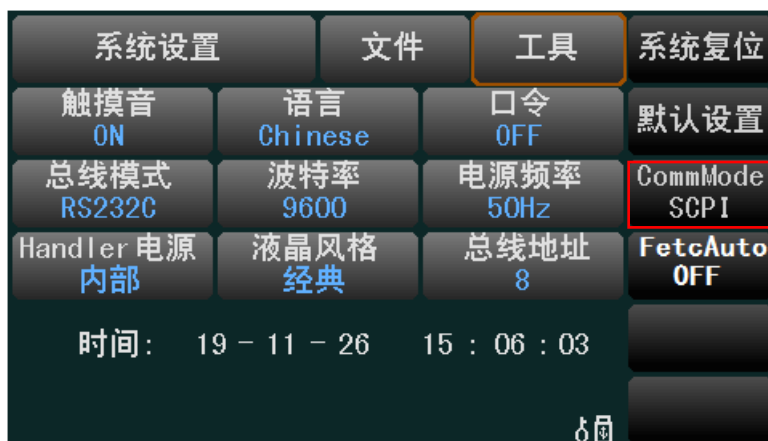 系统设置 文件 工具 系统复位
触摸音 语言 口令 默认设置
ON Chinese OFF
总线模式 波特率 电源频率 CommMode
RS232C 9600 50Hz SCPI
Handler电源 液晶风格 总线地址 FetcAuto
内部 经典 8 OFF
时间: 19-11-26 15:06:03